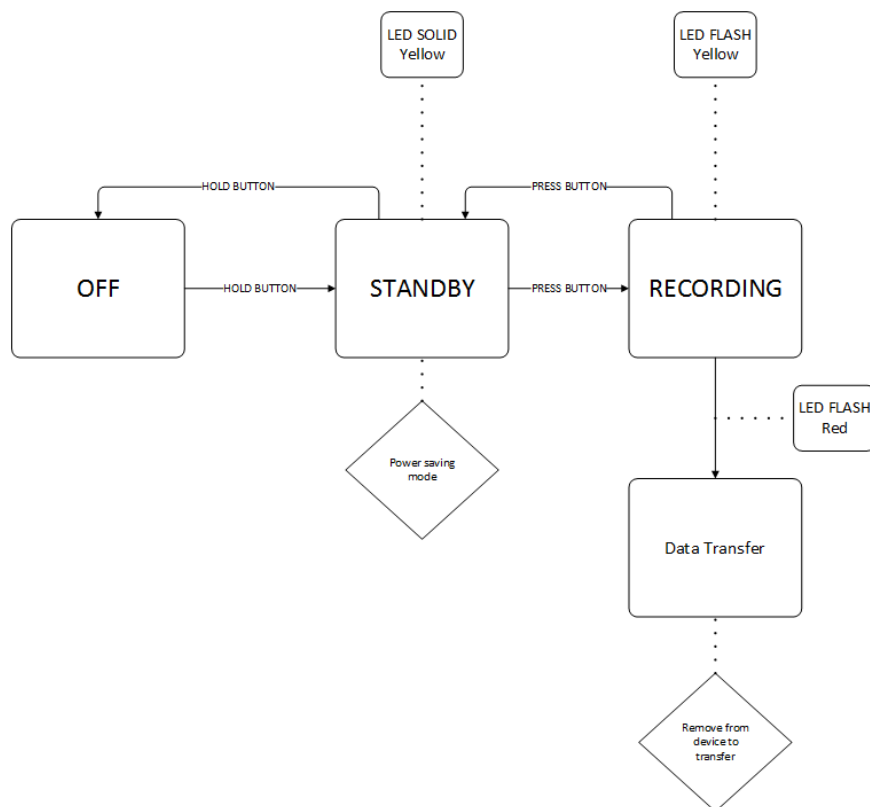 LED SOLID
Yellow
LED FLASH
Yellow
HOLD BUTTON
PRESS BUTTON
OFF
HOLD BUTTON
STANDBY
PRESS BUTTON
RECORDING
LED FLASH
Red
Power saving
mode
Data Transfer
Remove from
device to
transfer